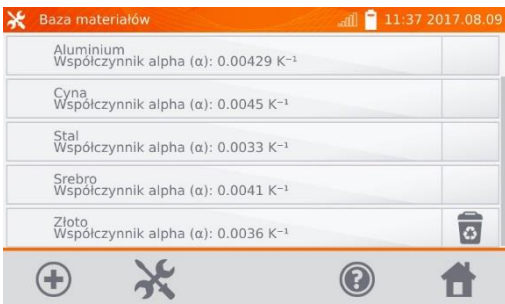 Baza materiałów
11:37 2017.08.09
Aluminium
Współczynnik alpha (α): 0.00429 K⁻¹
Cyna
Współczynnik alpha (α): 0.0045 K⁻¹
Stal
Współczynnik alpha (α): 0.0033 K⁻¹
Srebro
Współczynnik alpha (α): 0.0041 K⁻¹
Złoto
Współczynnik alpha (α): 0.0036 K⁻¹